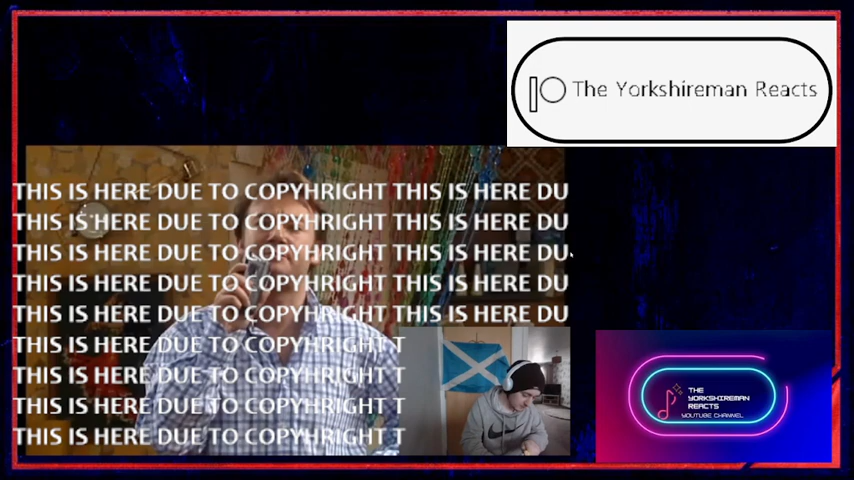 The Yorkshireman Reacts
THIS IS HERE DUE TO COPYHRIGHT THIS IS HERE DU
THIS IS HERE DUE TO COPYHRIGHT THIS IS HERE DU
THIS IS HERE DUE TO COPYHRIGHT THIS IS HERE DU
THIS IS HERE DUE TO COPYHRIGHT THIS IS HERE DU
THIS IS HERE DUE TO COPYHRIGHT THIS IS HERE DU
THIS IS HERE DUE TO COPYHRIGHT T
THIS IS HERE DUE TO COPYHRIGHT T
THIS IS HERE DUE TO COPYHRIGHT T
THIS IS HERE DUE TO COPYHRIGHT T
THE
YORKSHIREMAN
REACTS
YOUTUBE CHANNEL